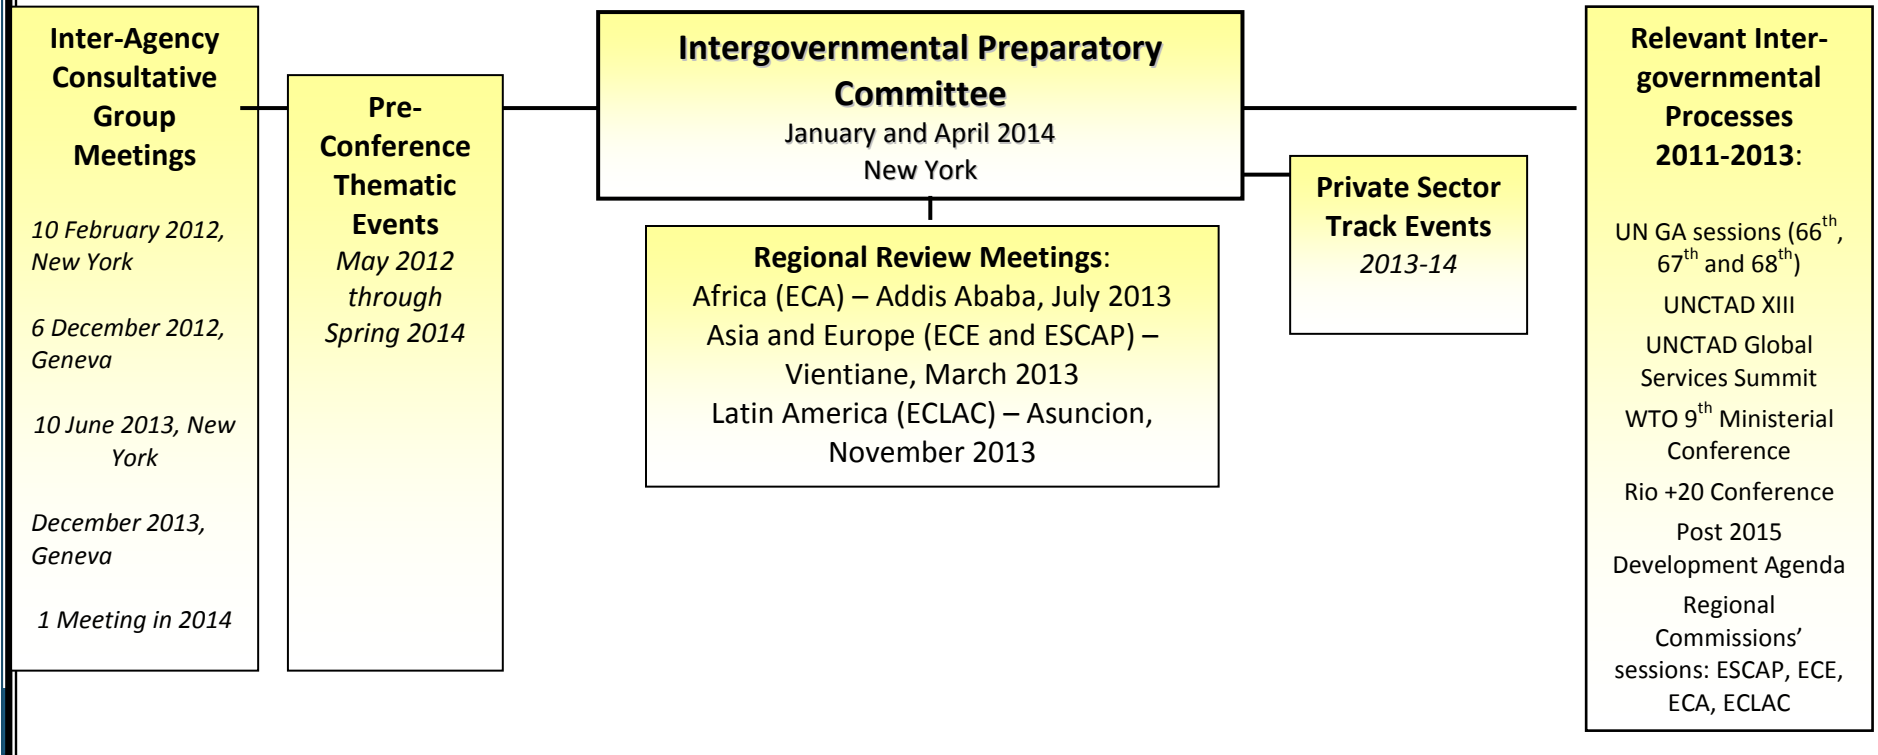 Inter-Agency
Consultative
Group
Meetings
10 February 2012,
New York
6 December 2012,
Geneva
10 June 2013, New
York
December 2013,
Geneva
1 Meeting in 2014
Pre-
Conference
Thematic
Events
May 2012
through
Spring 2014
Intergovernmental Preparatory
Committee
January and April 2014
New York
Regional Review Meetings:
Africa (ECA) – Addis Ababa, July 2013
Asia and Europe (ECE and ESCAP) –
Vientiane, March 2013
Latin America (ECLAC) – Asuncion,
November 2013
Private Sector
Track Events
2013-14
Relevant Inter-
governmental
Processes
2011-2013:
UN GA sessions (66th,
67th and 68th)
UNCTAD XIII
UNCTAD Global
Services Summit
WTO 9th Ministerial
Conference
Rio +20 Conference
Post 2015
Development Agenda
Regional
Commissions’
sessions: ESCAP, ECE,
ECA, ECLAC